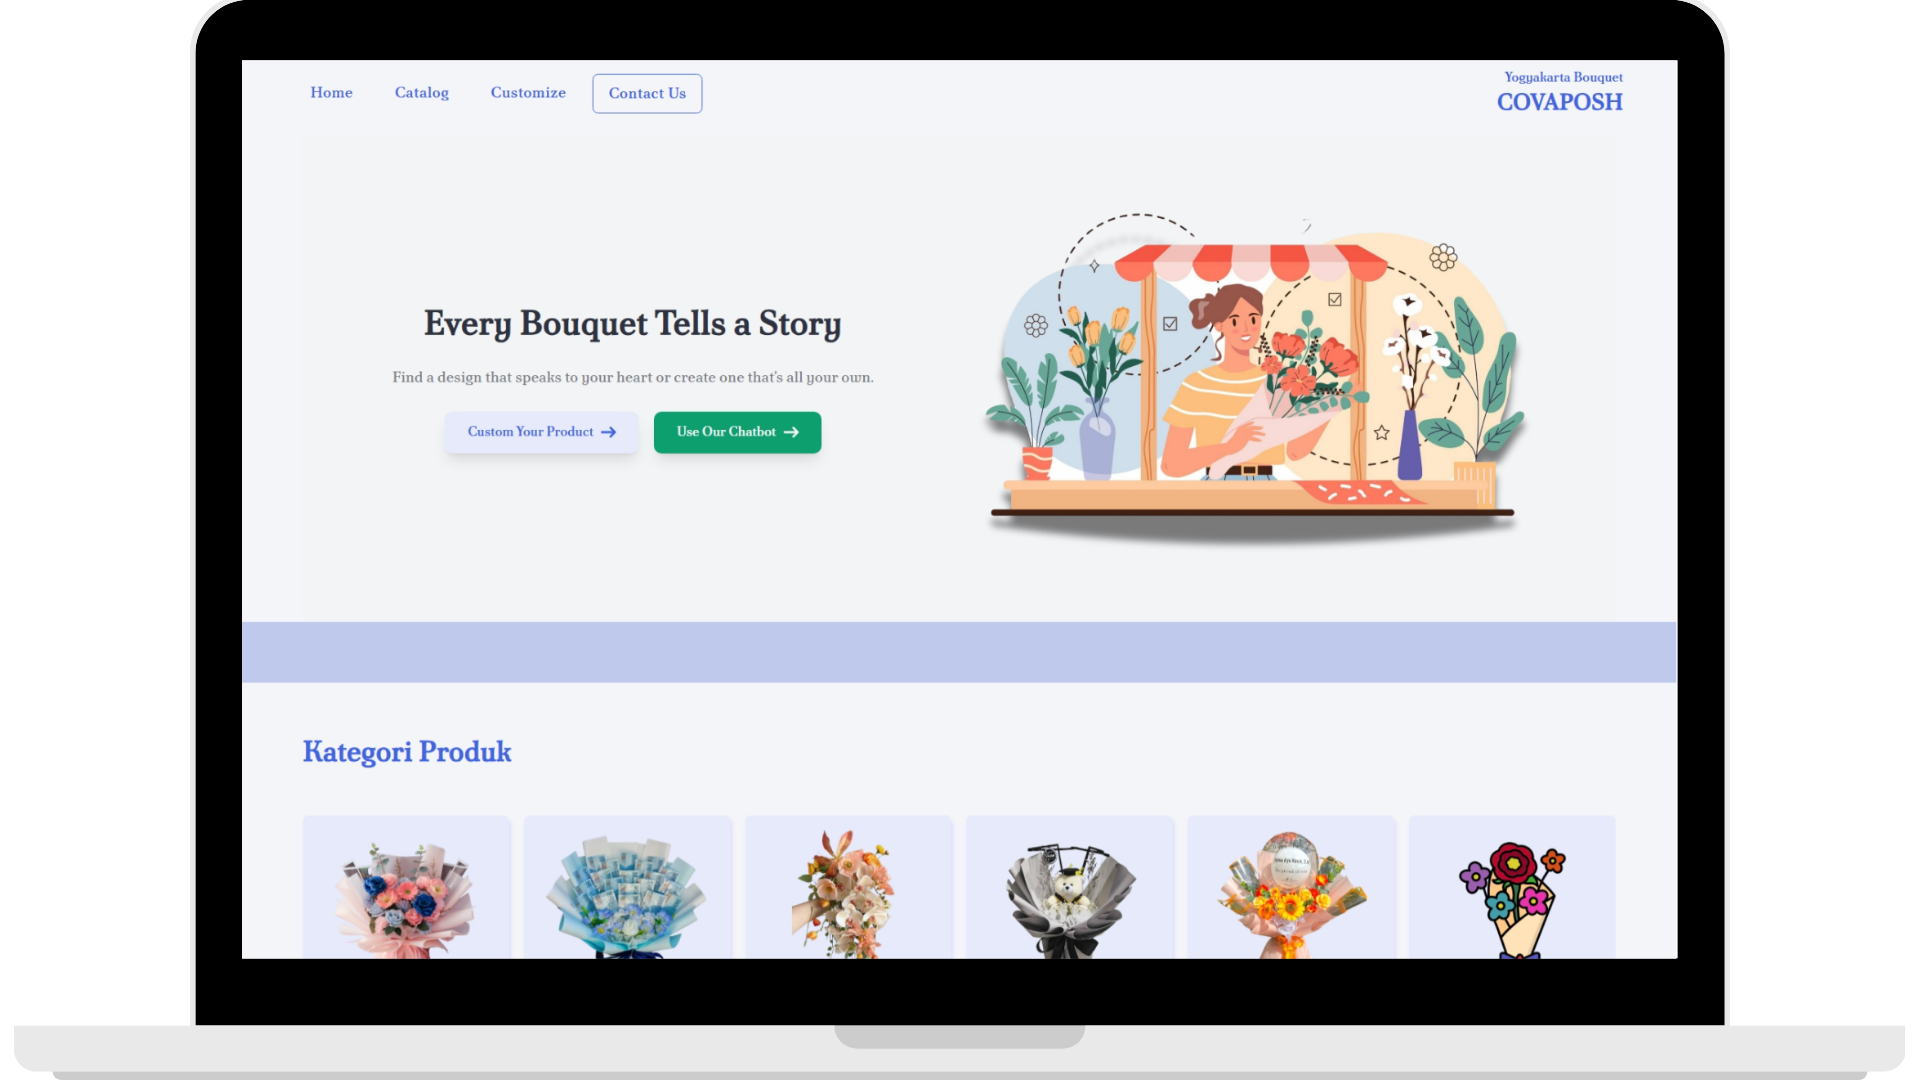 Home
Catalog
Customize
Contact Us
Yogyakarta Bouquet
COVAPOSH
Every Bouquet Tells a Story
Find a design that speaks to your heart or create one that's all your own.
Custom Your Product →
Use Our Chatbot →
Kategori Produk